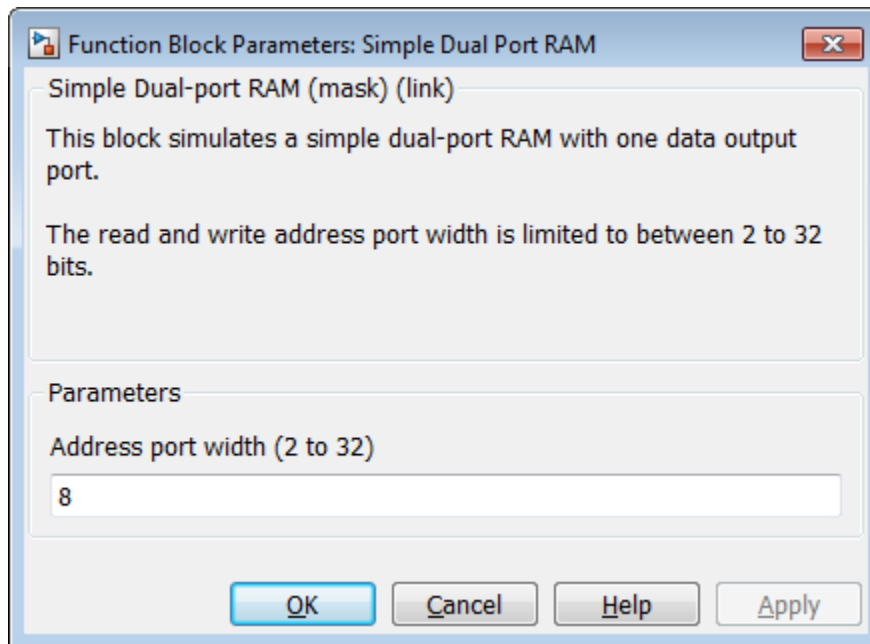 Function Block Parameters: Simple Dual Port RAM
Simple Dual-port RAM (mask) (link)
This block simulates a simple dual-port RAM with one data output
port.
The read and write address port width is limited to between 2 to 32
bits.
Parameters
Address port width (2 to 32)
8
OK Cancel Help Apply